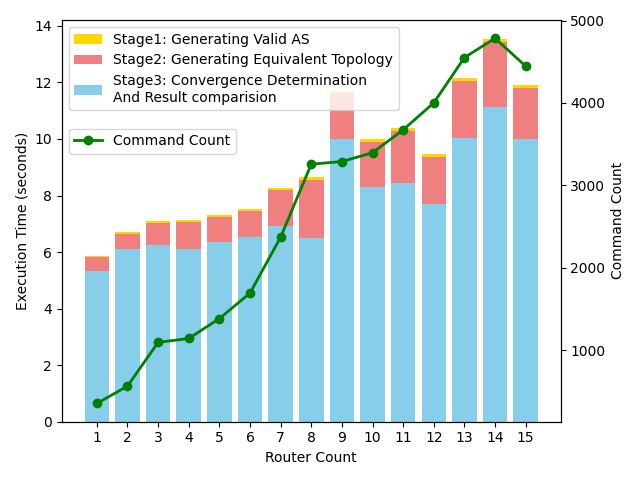 Stage1: Generating Valid AS
Stage2: Generating Equivalent Topology
Stage3: Convergence Determination
And Result comparision
Command Count
Execution Time (seconds)
14
12
10
8
6
4
2
0
5000
4000
3000
2000
1000
Command Count
1 2 3 4 5 6 7 8 9 10 11 12 13 14 15
Router Count